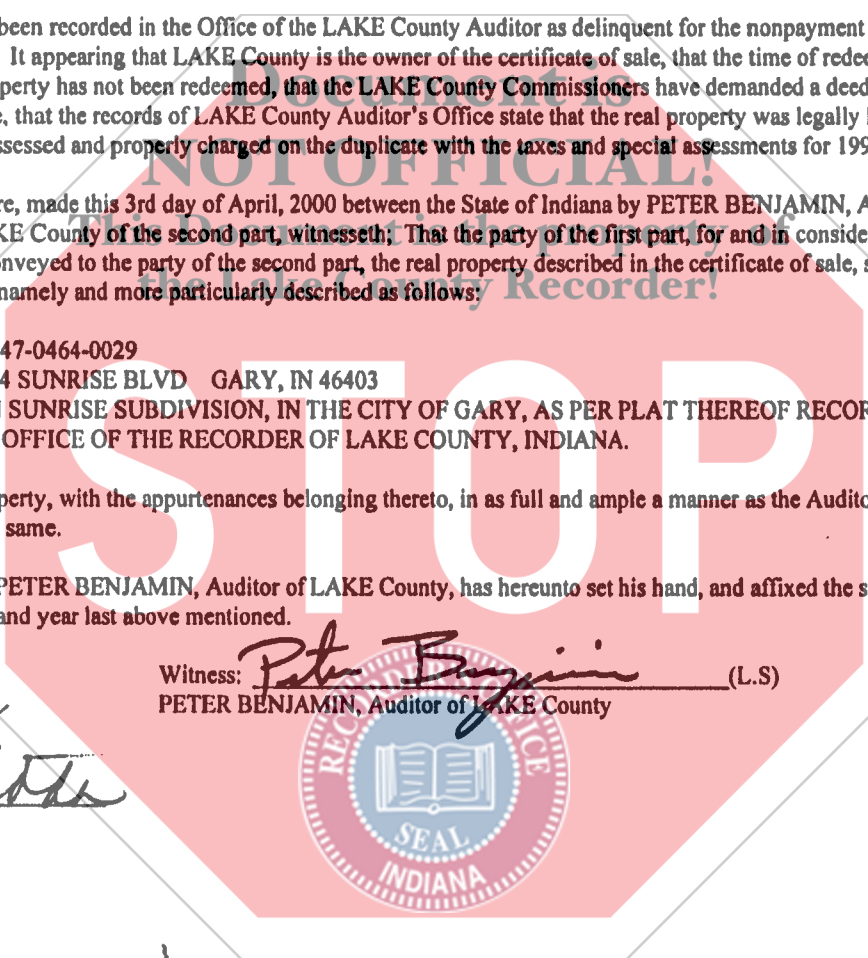 been recorded in the Office of the LAKE County Auditor as delinquent for the nonpayment
It appearing that LAKE County is the owner of the certificate of sale, that the time of redee
perty has not been redeemed, that the LAKE County Commissioners have demanded a deed
e, that the records of LAKE County Auditor's Office state that the real property was legally
ssessed and properly charged on the duplicate with the taxes and special assessments for 199
Document is
NOT OFFICIAL!
This Document is the property of
the Lake County Recorder!
re, made this 3rd day of April, 2000 between the State of Indiana by PETER BENJAMIN, A
KE County of the second part, witnesseth; That the party of the first part, for and in conside
onveyed to the party of the second part, the real property described in the certificate of sale, s
namely and more particularly described as follows:
47-0464-0029
4 SUNRISE BLVD GARY, IN 46403
SUNRISE SUBDIVISION, IN THE CITY OF GARY, AS PER PLAT THEREOF RECOR
OFFICE OF THE RECORDER OF LAKE COUNTY, INDIANA.
STOP
perty, with the appurtenances belonging thereto, in as full and ample a manner as the Audito
same.
PETER BENJAMIN, Auditor of LAKE County, has hereunto set his hand, and affixed the s
and year last above mentioned.
Witness: Peter Benjamin (L.S)
PETER BENJAMIN, Auditor of LAKE County
RECORDER'S OFFICE
SEAL
INDIANA